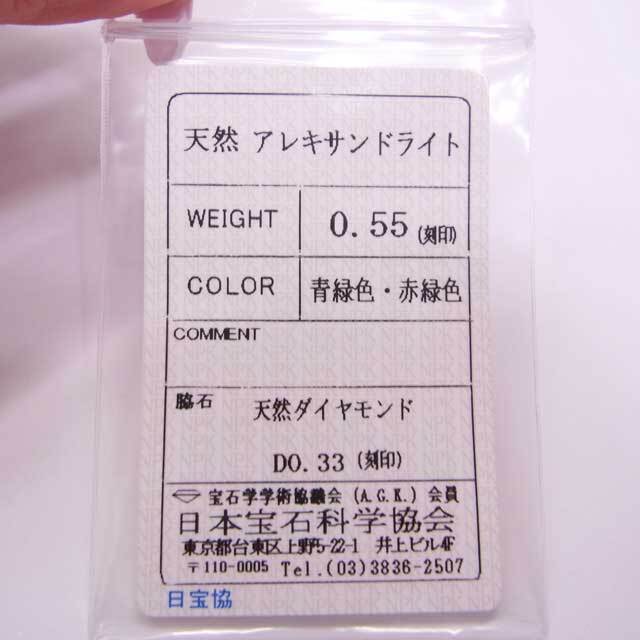 天然 アレキサンドライト
WEIGHT 0.55 (刻印)
COLOR 青緑色・赤緑色
COMMENT
脇石 天然ダイヤモンド
D0.33 (刻印)
宝石学学術協議会 (A.G.K.) 会員
日本宝石科学協会
東京都台東区上野5-22-1 井上ビル4F
〒110-0005 Tel.(03)3836-2507
日宝協